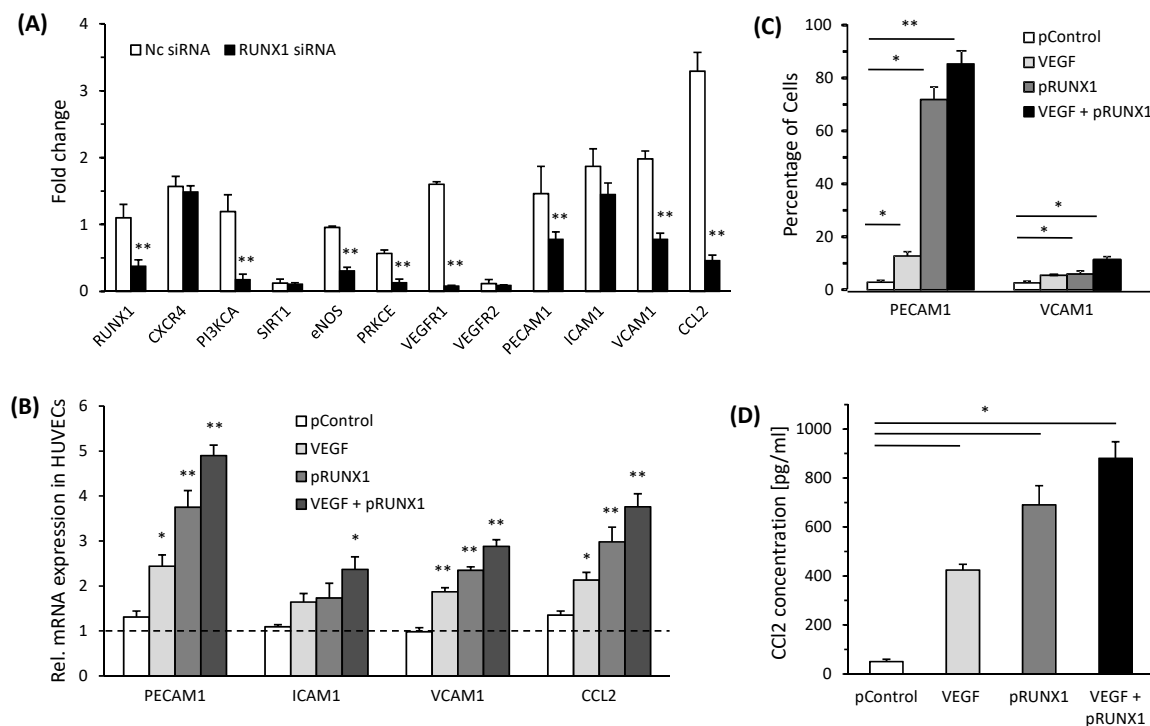 (A)
Nc siRNA RUNX1 siRNA
Fold change
4
3
2
1
0
** ** ** ** ** ** ** **
RUNX1 CXCR4 PI3KCA SIRT1 eNOS PRKCE VEGFR1 VEGFR2 PECAM1 ICAM1 VCAM1 CCL2
(B)
pControl
VEGF
pRUNX1
VEGF + pRUNX1
Rel. mRNA expression in HUVECs
6
5
4
3
2
1
0
* ** ** * ** ** ** * ** **
PECAM1 ICAM1 VCAM1 CCL2
(C)
pControl
VEGF
pRUNX1
VEGF + pRUNX1
Percentage of Cells
100
80
60
40
20
0
**
*
*
*
*
PECAM1 VCAM1
(D)
CCl2 concentration [pg/ml]
1000
800
600
400
200
0
*
pControl VEGF pRUNX1 VEGF +
pRUNX1